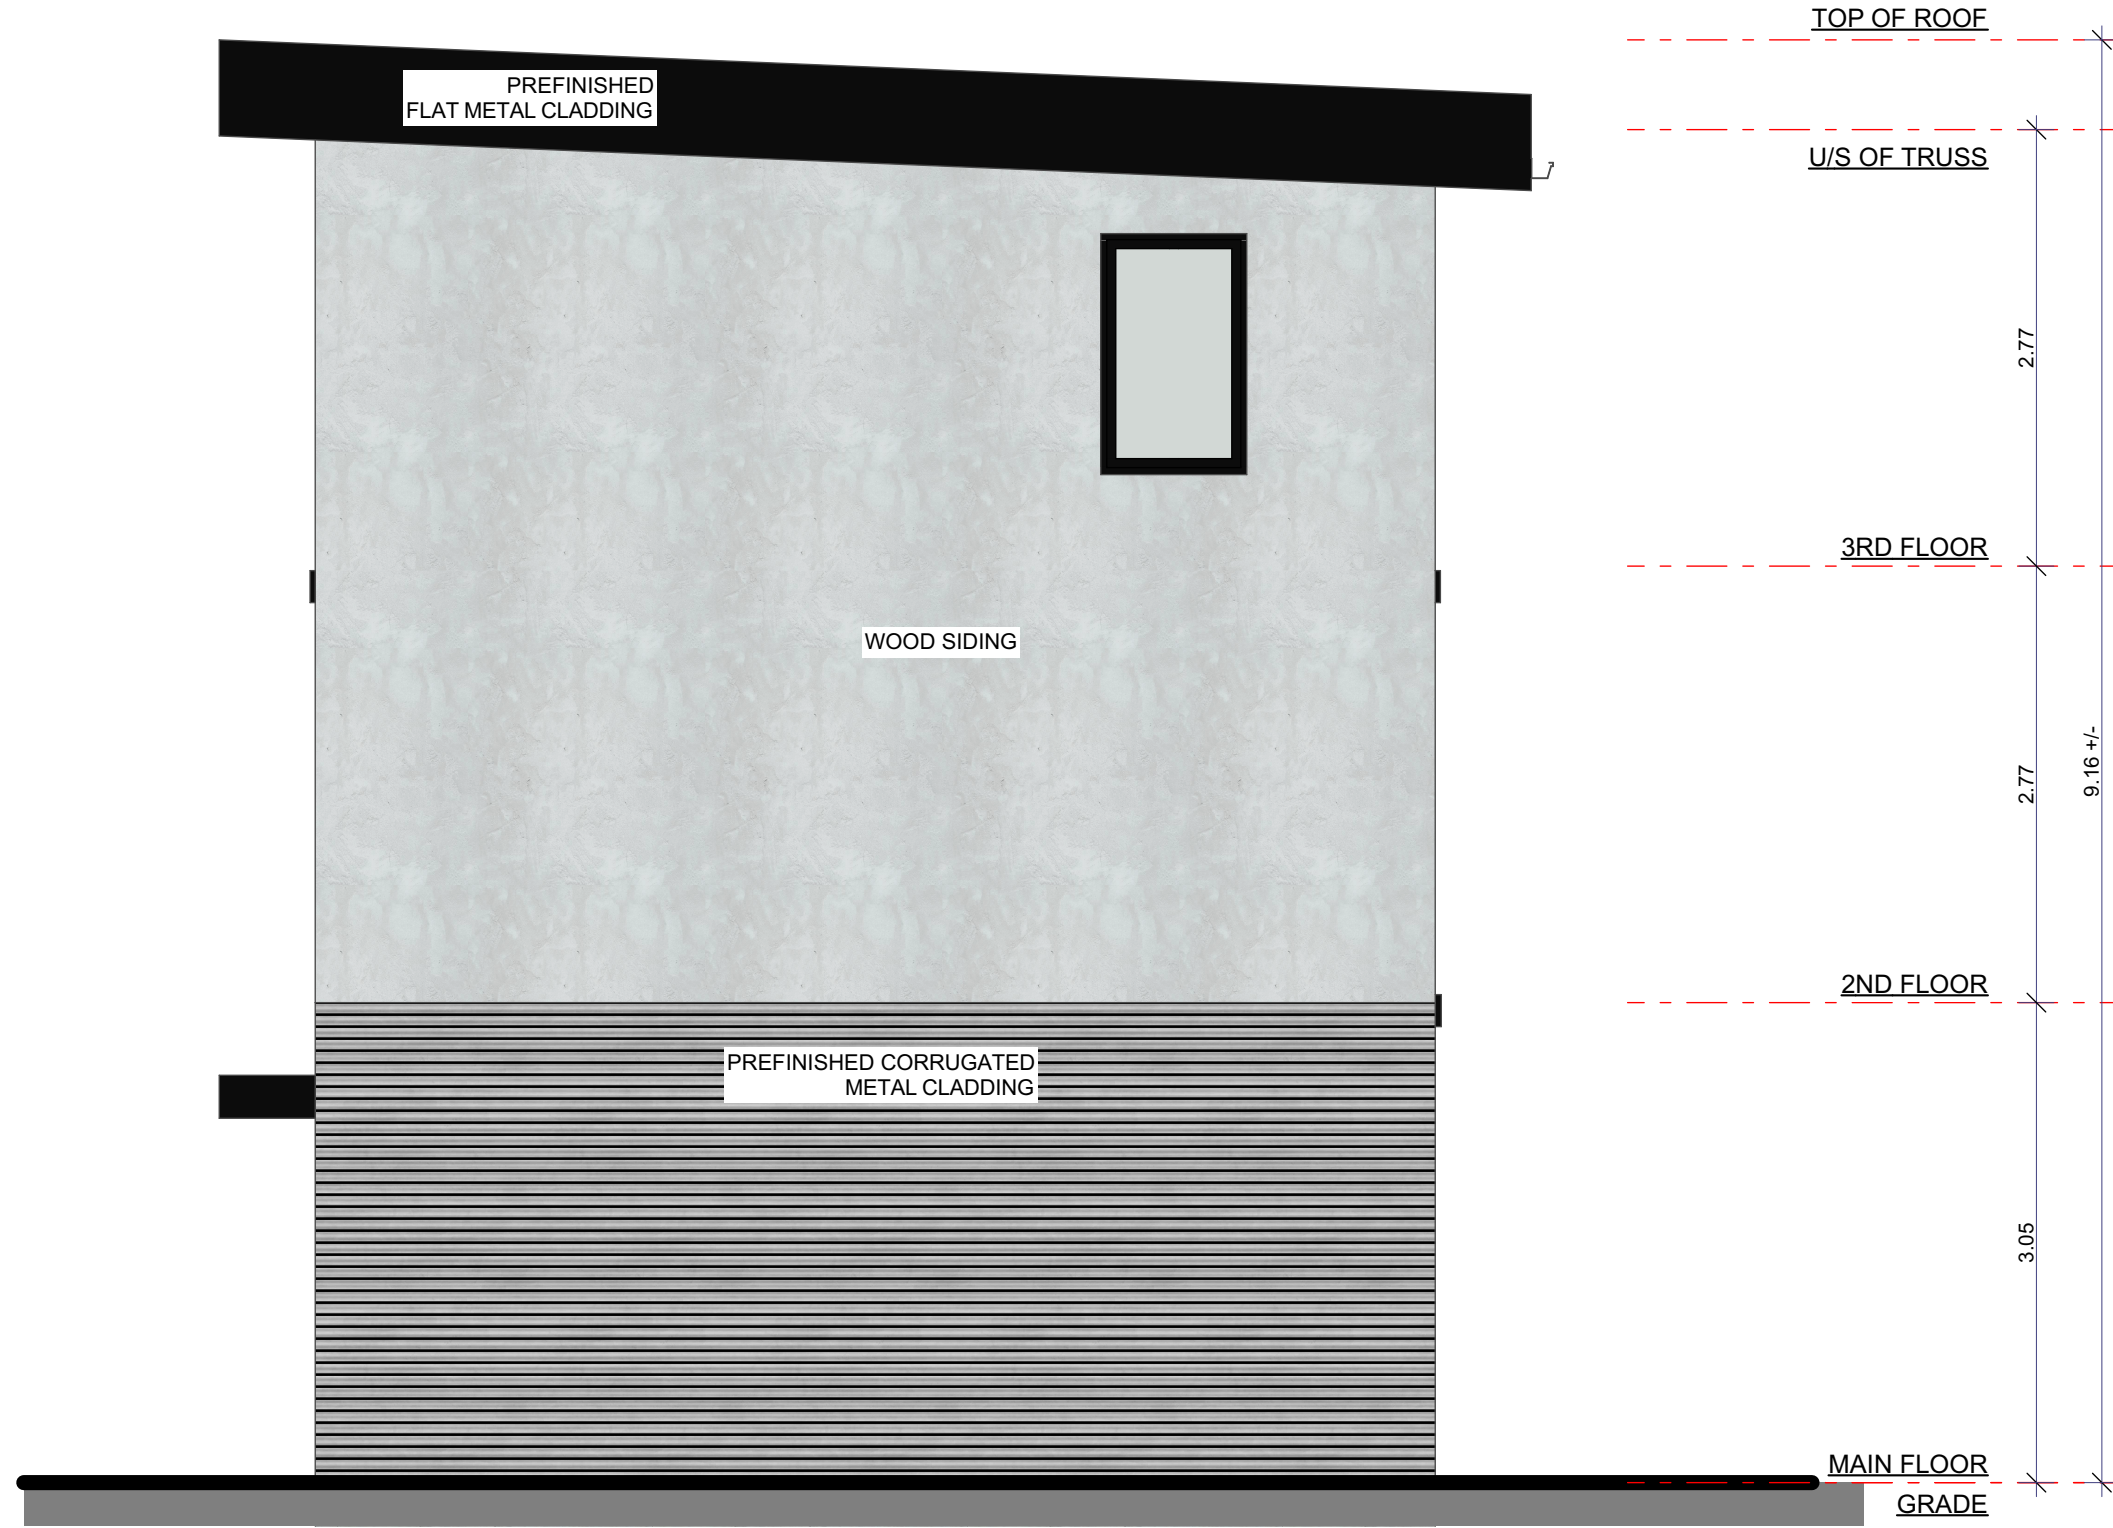 TOP OF ROOF
PREFINISHED
FLAT METAL CLADDING
U/S OF TRUSS
2.77
3RD FLOOR
WOOD SIDING
9.16 +/-
2.77
2ND FLOOR
PREFINISHED CORRUGATED
METAL CLADDING
3.05
MAIN FLOOR
GRADE